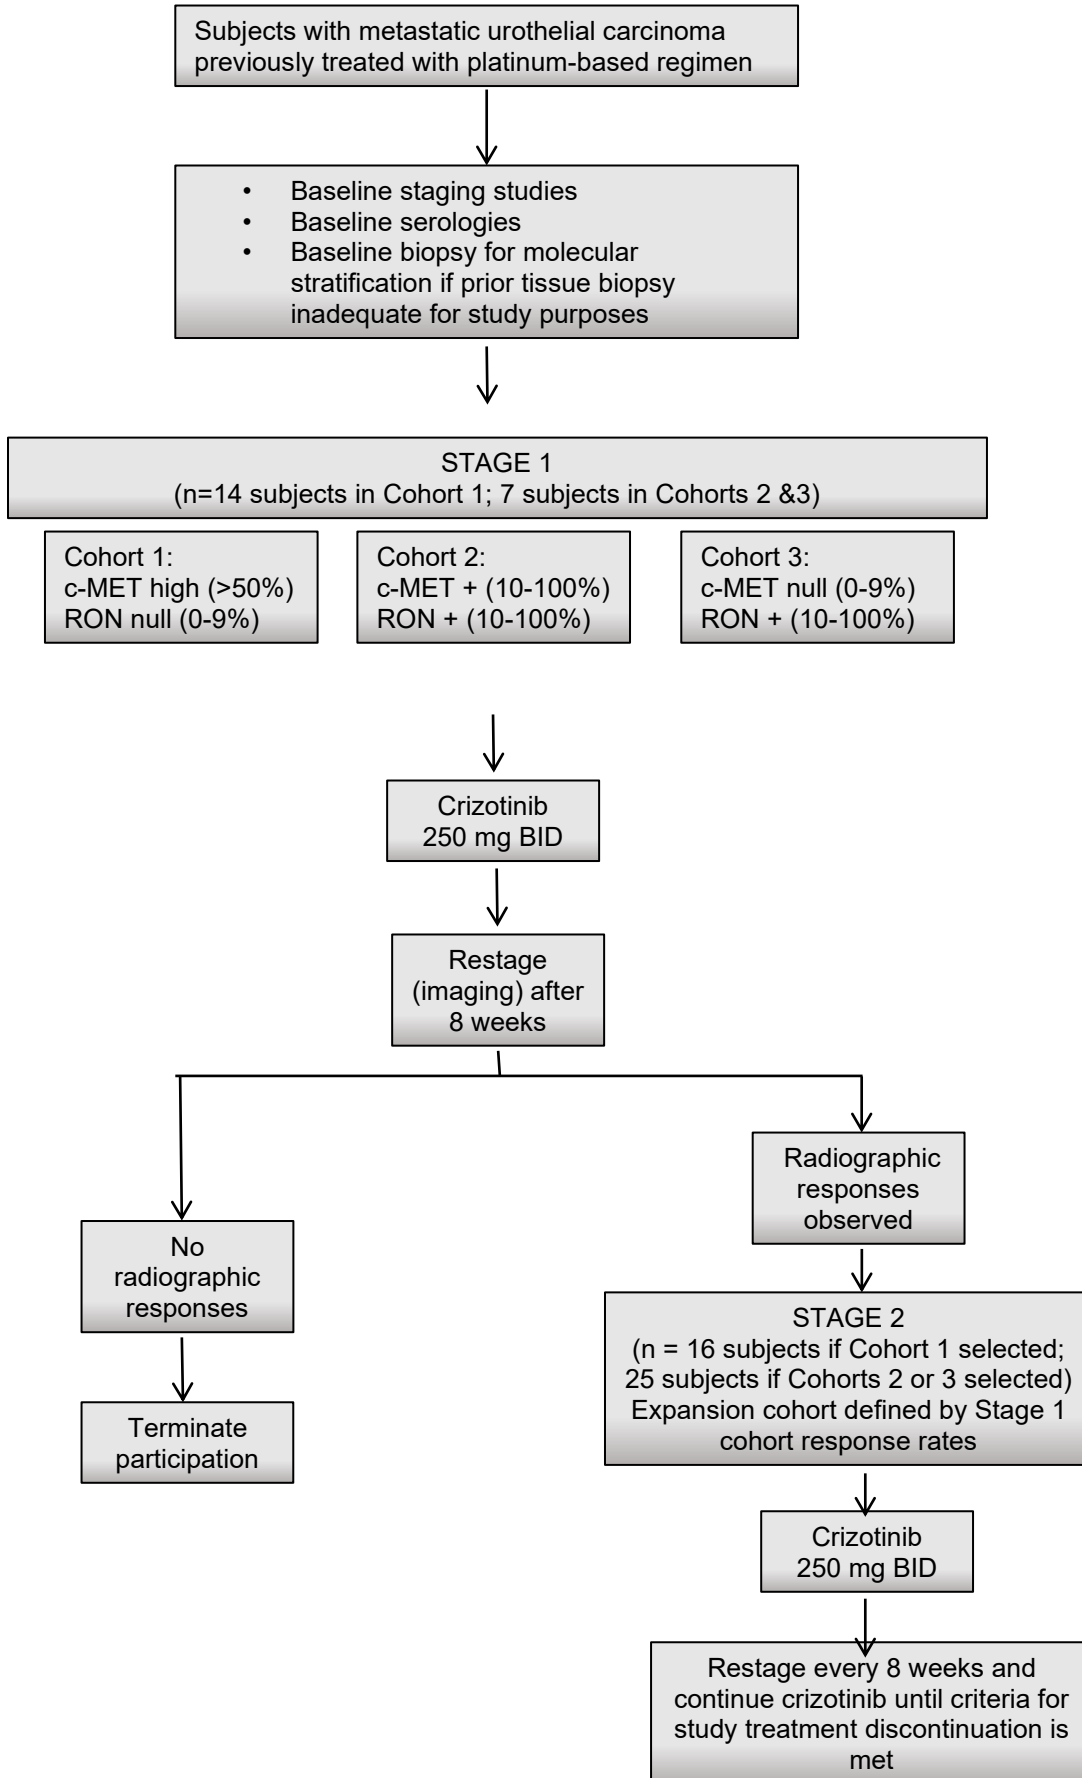 Subjects with metastatic urothelial carcinoma
previously treated with platinum-based regimen
• Baseline staging studies
• Baseline serologies
• Baseline biopsy for molecular
stratification if prior tissue biopsy
inadequate for study purposes
STAGE 1
(n=14 subjects in Cohort 1; 7 subjects in Cohorts 2 &3)
Cohort 1:
c-MET high (>50%)
RON null (0-9%)
Cohort 2:
c-MET + (10-100%)
RON + (10-100%)
Cohort 3:
c-MET null (0-9%)
RON + (10-100%)
Crizotinib
250 mg BID
Restage
(imaging) after
8 weeks
No
radiographic
responses
Terminate
participation
Radiographic
responses
observed
STAGE 2
(n = 16 subjects if Cohort 1 selected;
25 subjects if Cohorts 2 or 3 selected)
Expansion cohort defined by Stage 1
cohort response rates
Crizotinib
250 mg BID
Restage every 8 weeks and
continue crizotinib until criteria for
study treatment discontinuation is
met